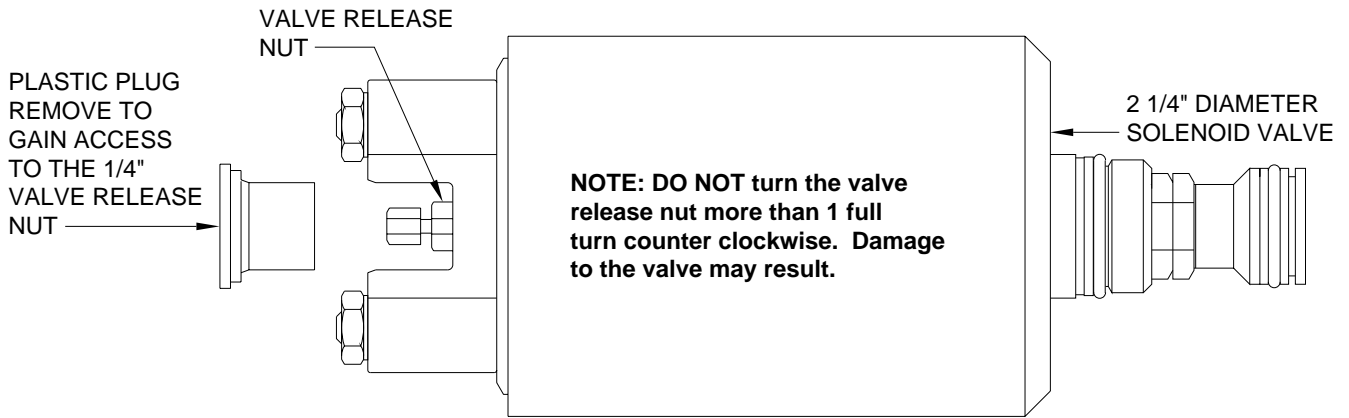 VALVE RELEASE
NUT
PLASTIC PLUG
REMOVE TO
GAIN ACCESS
TO THE 1/4"
VALVE RELEASE
NUT
2 1/4" DIAMETER
SOLENOID VALVE
NOTE: DO NOT turn the valve
release nut more than 1 full
turn counter clockwise.  Damage
to the valve may result.